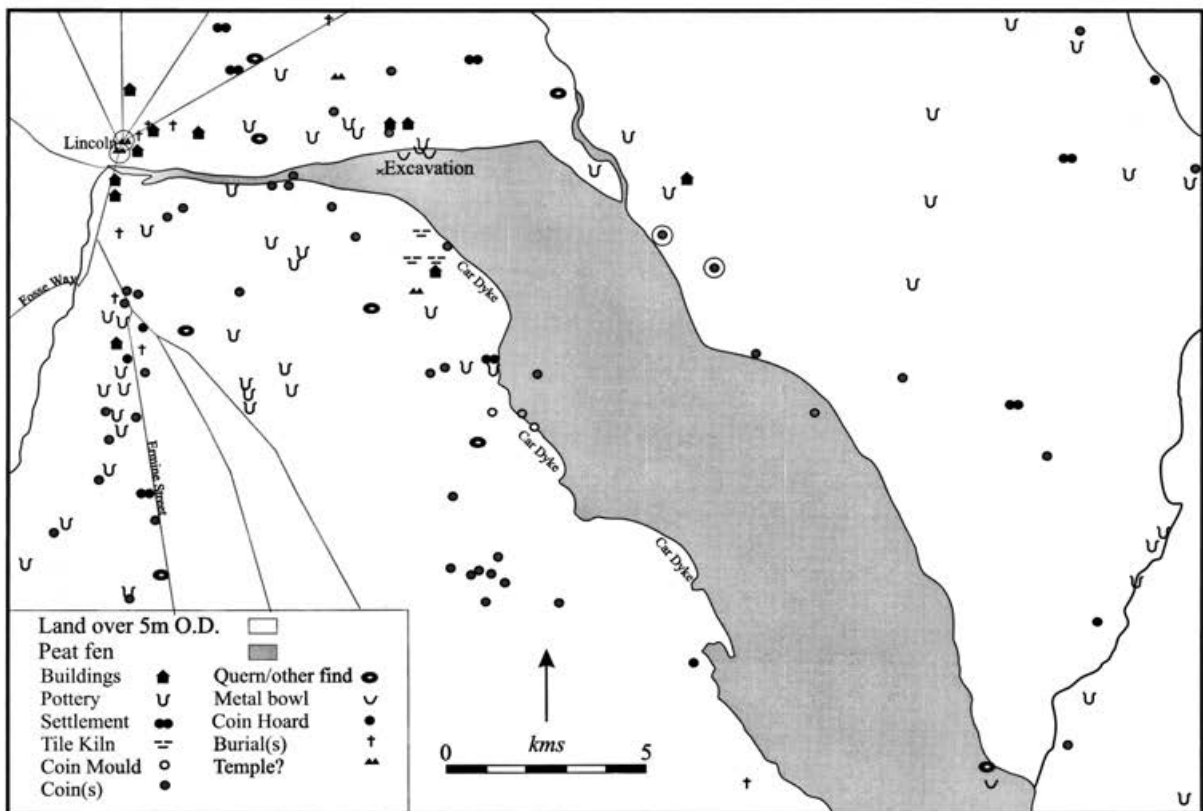 Lincoln
Excavation
Fosse Way
Car Dyke
Car Dyke
Ermine Street
Car Dyke
Land over 5m O.D.
Peat fen
Buildings
Quern/other find
Pottery
Metal bowl
Settlement
Coin Hoard
Tile Kiln
Burial(s)
Coin Mould
Temple?
Coin(s)
0 kms 5